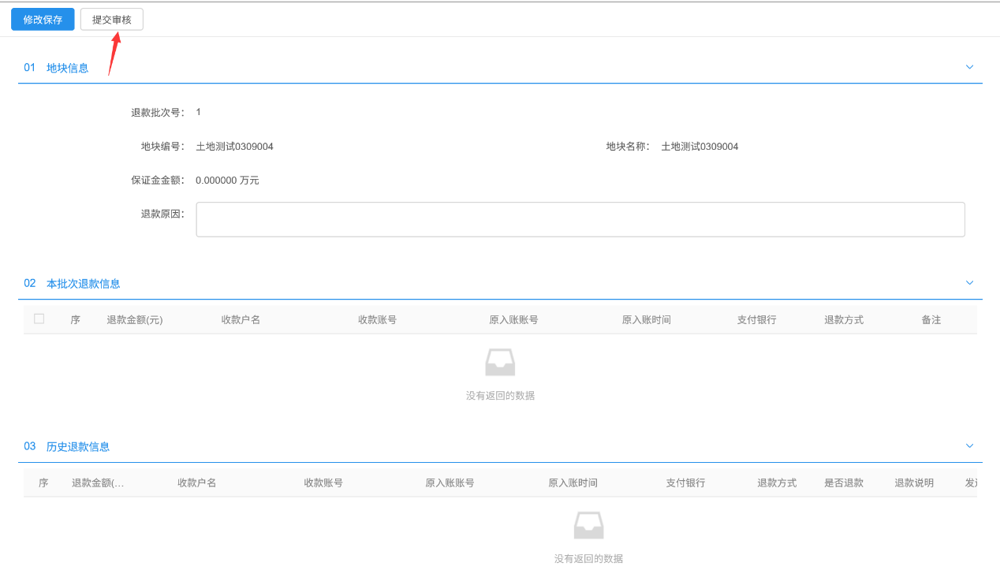 修改保存 提交审核
01 地块信息
退款批次号: 1
地块编号: 土地测试0309004 地块名称: 土地测试0309004
保证金金额: 0.000000 万元
退款原因:
02 本批次退款信息
序 退款金额(元) 收款户名 收款账号 原入账账号 原入账时间 支付银行 退款方式 备注
没有返回的数据
03 历史退款信息
序 退款金额(... 收款户名 收款账号 原入账账号 原入账时间 支付银行 退款方式 是否退款 退款说明 发
没有返回的数据